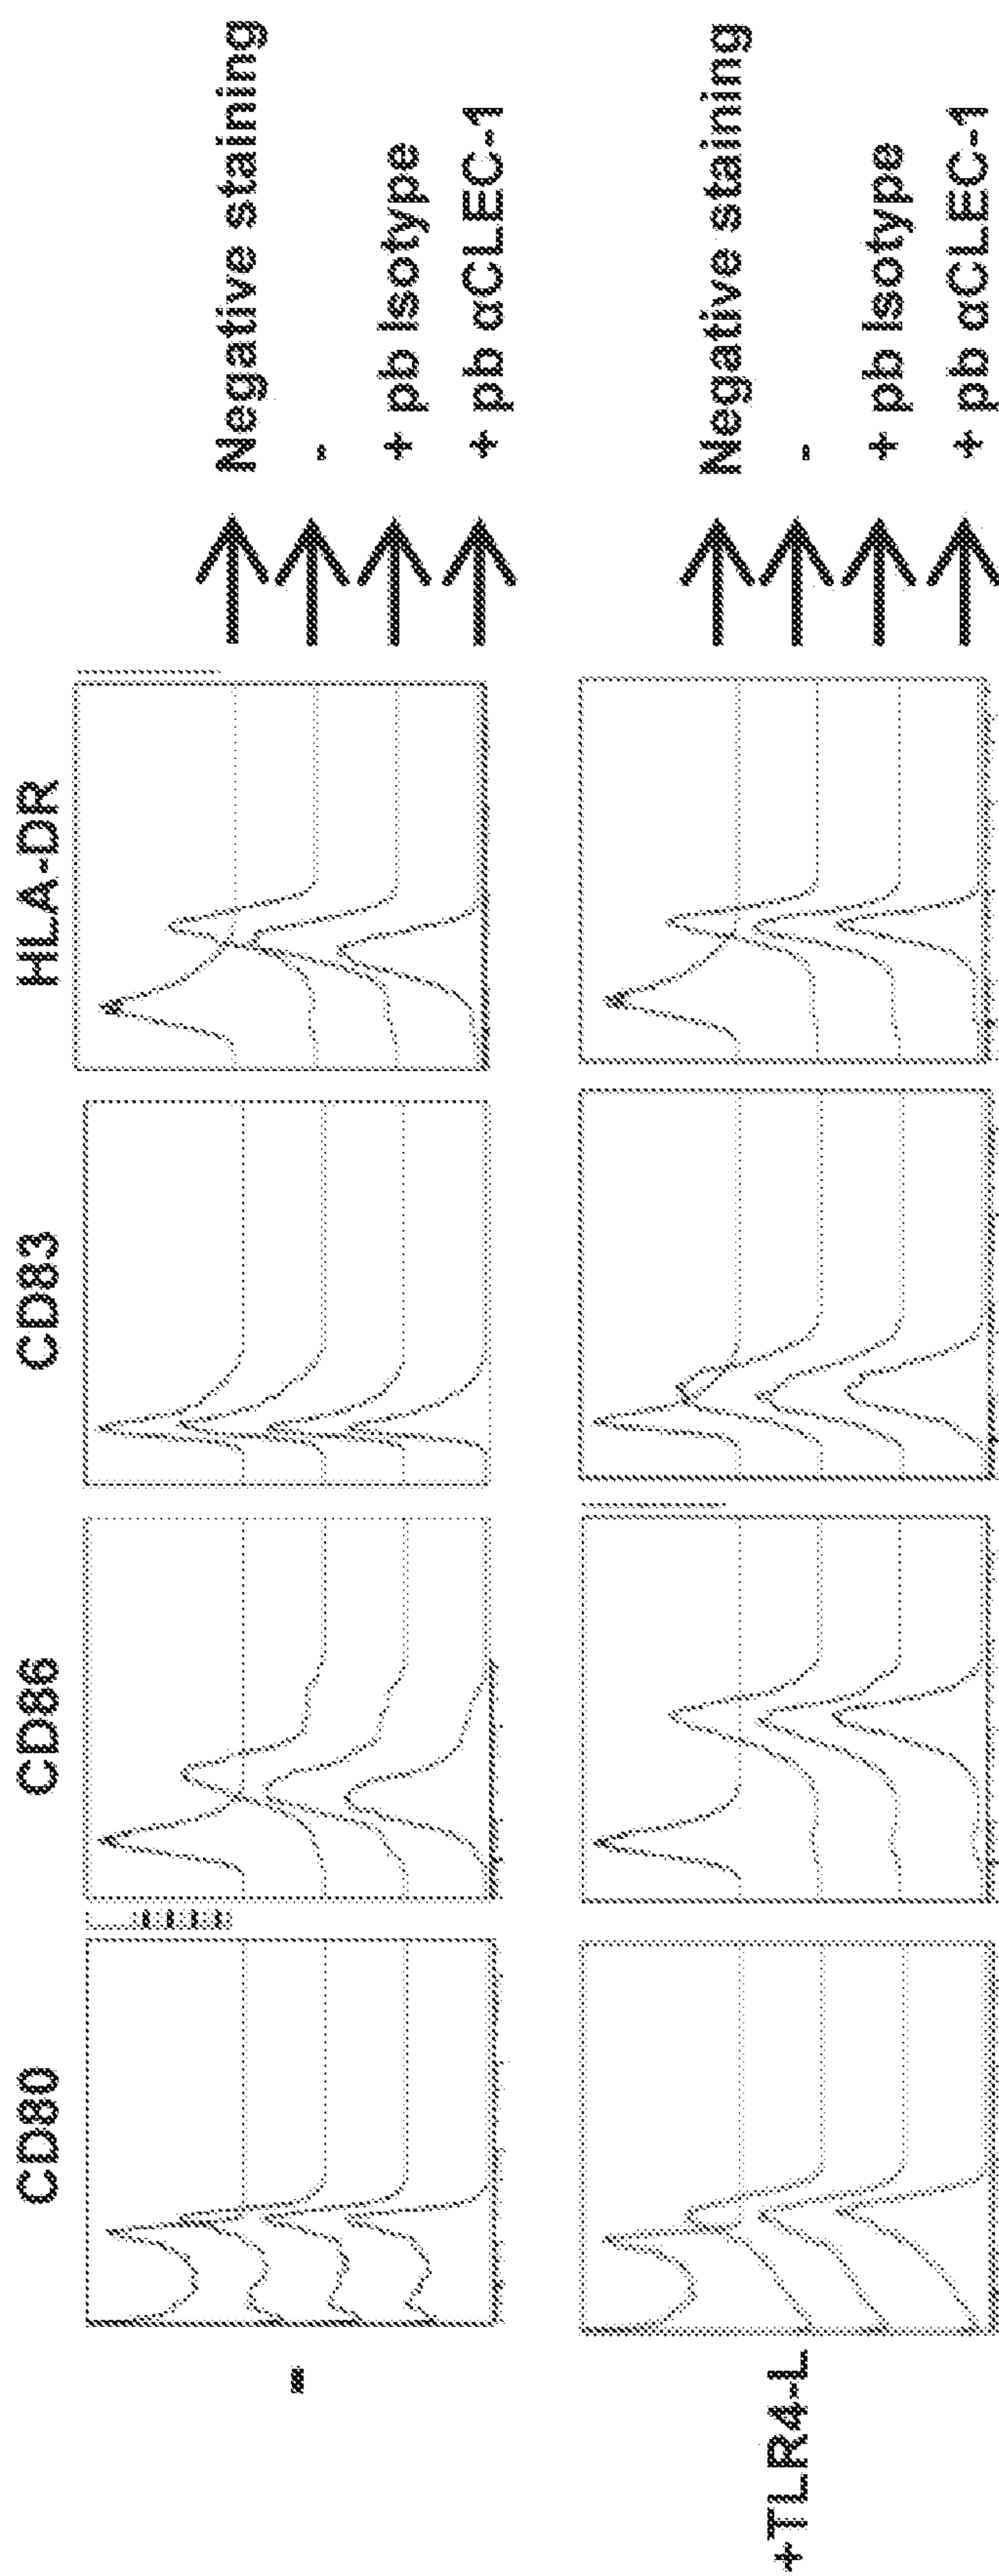 CD80 CD86 CD83 HLA-DR
-
Negative staining
-
+ pb Isotype
+ pb αCLEC-1
+TLR4-L
Negative staining
-
+ pb Isotype
+ pb αCLEC-1